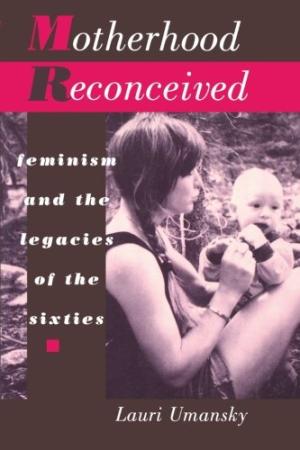 Motherhood
Reconceived
feminism
and the
legacies
of the
sixties
Lauri Umansky